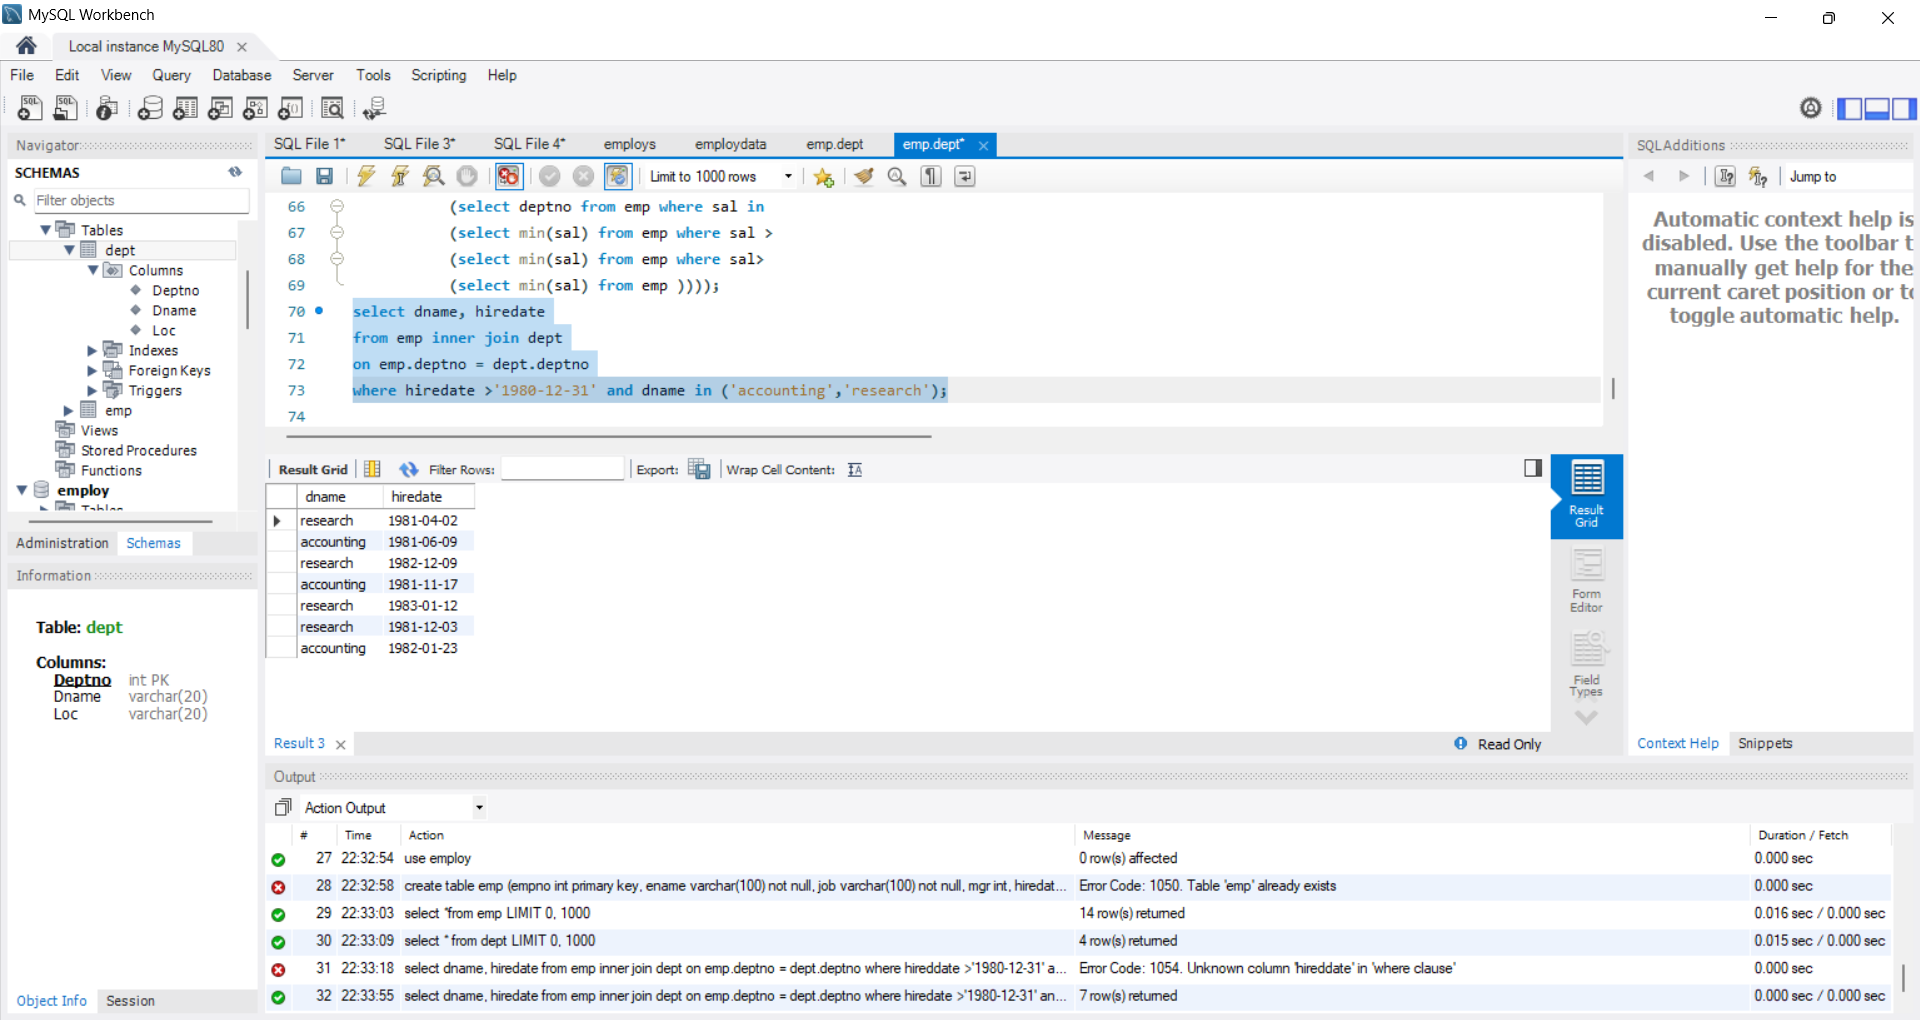 MySQL Workbench
Local instance MySQL80
File Edit View Query Database Server Tools Scripting Help
Navigator
SCHEMAS
Filter objects
Tables
dept
Columns
Deptno
Dname
Loc
Indexes
Foreign Keys
Triggers
emp
Views
Stored Procedures
Functions
employ
Tables
Administration Schemas
Information
Table: dept
Columns:
Deptno int PK
Dname varchar(20)
Loc varchar(20)
Object Info Session
SQL File 1* SQL File 3* SQL File 4* employs employdata emp.dept emp.dept*
Limit to 1000 rows
66 (select deptno from emp where sal in
67 (select min(sal) from emp where sal >
68 (select min(sal) from emp where sal>
69 (select min(sal) from emp ))));
70 select dname, hiredate
71 from emp inner join dept
72 on emp.deptno = dept.deptno
73 where hiredate >'1980-12-31' and dname in ('accounting','research');
74
Result Grid Filter Rows: Export: Wrap Cell Content:
dname hiredate
research 1981-04-02
accounting 1981-06-09
research 1982-12-09
accounting 1981-11-17
research 1983-01-12
research 1981-12-03
accounting 1982-01-23
Result Grid
Form Editor
Field Types
Result 3 Read Only
SQLAdditions
Jump to
Automatic context help is
disabled. Use the toolbar t
manually get help for the
current caret position or to
toggle automatic help.
Context Help Snippets
Output
Action Output
# Time Action Message Duration / Fetch
27 22:32:54 use employ 0 row(s) affected 0.000 sec
28 22:32:58 create table emp (empno int primary key, ename varchar(100) not null, job varchar(100) not null, mgr int, hiredat... Error Code: 1050. Table 'emp' already exists 0.000 sec
29 22:33:03 select *from emp LIMIT 0, 1000 14 row(s) returned 0.016 sec / 0.000 sec
30 22:33:09 select * from dept LIMIT 0, 1000 4 row(s) returned 0.015 sec / 0.000 sec
31 22:33:18 select dname, hiredate from emp inner join dept on emp.deptno = dept.deptno where hireddate >'1980-12-31' a... Error Code: 1054. Unknown column 'hireddate' in 'where clause' 0.000 sec
32 22:33:55 select dname, hiredate from emp inner join dept on emp.deptno = dept.deptno where hiredate >'1980-12-31' an... 7 row(s) returned 0.000 sec / 0.000 sec